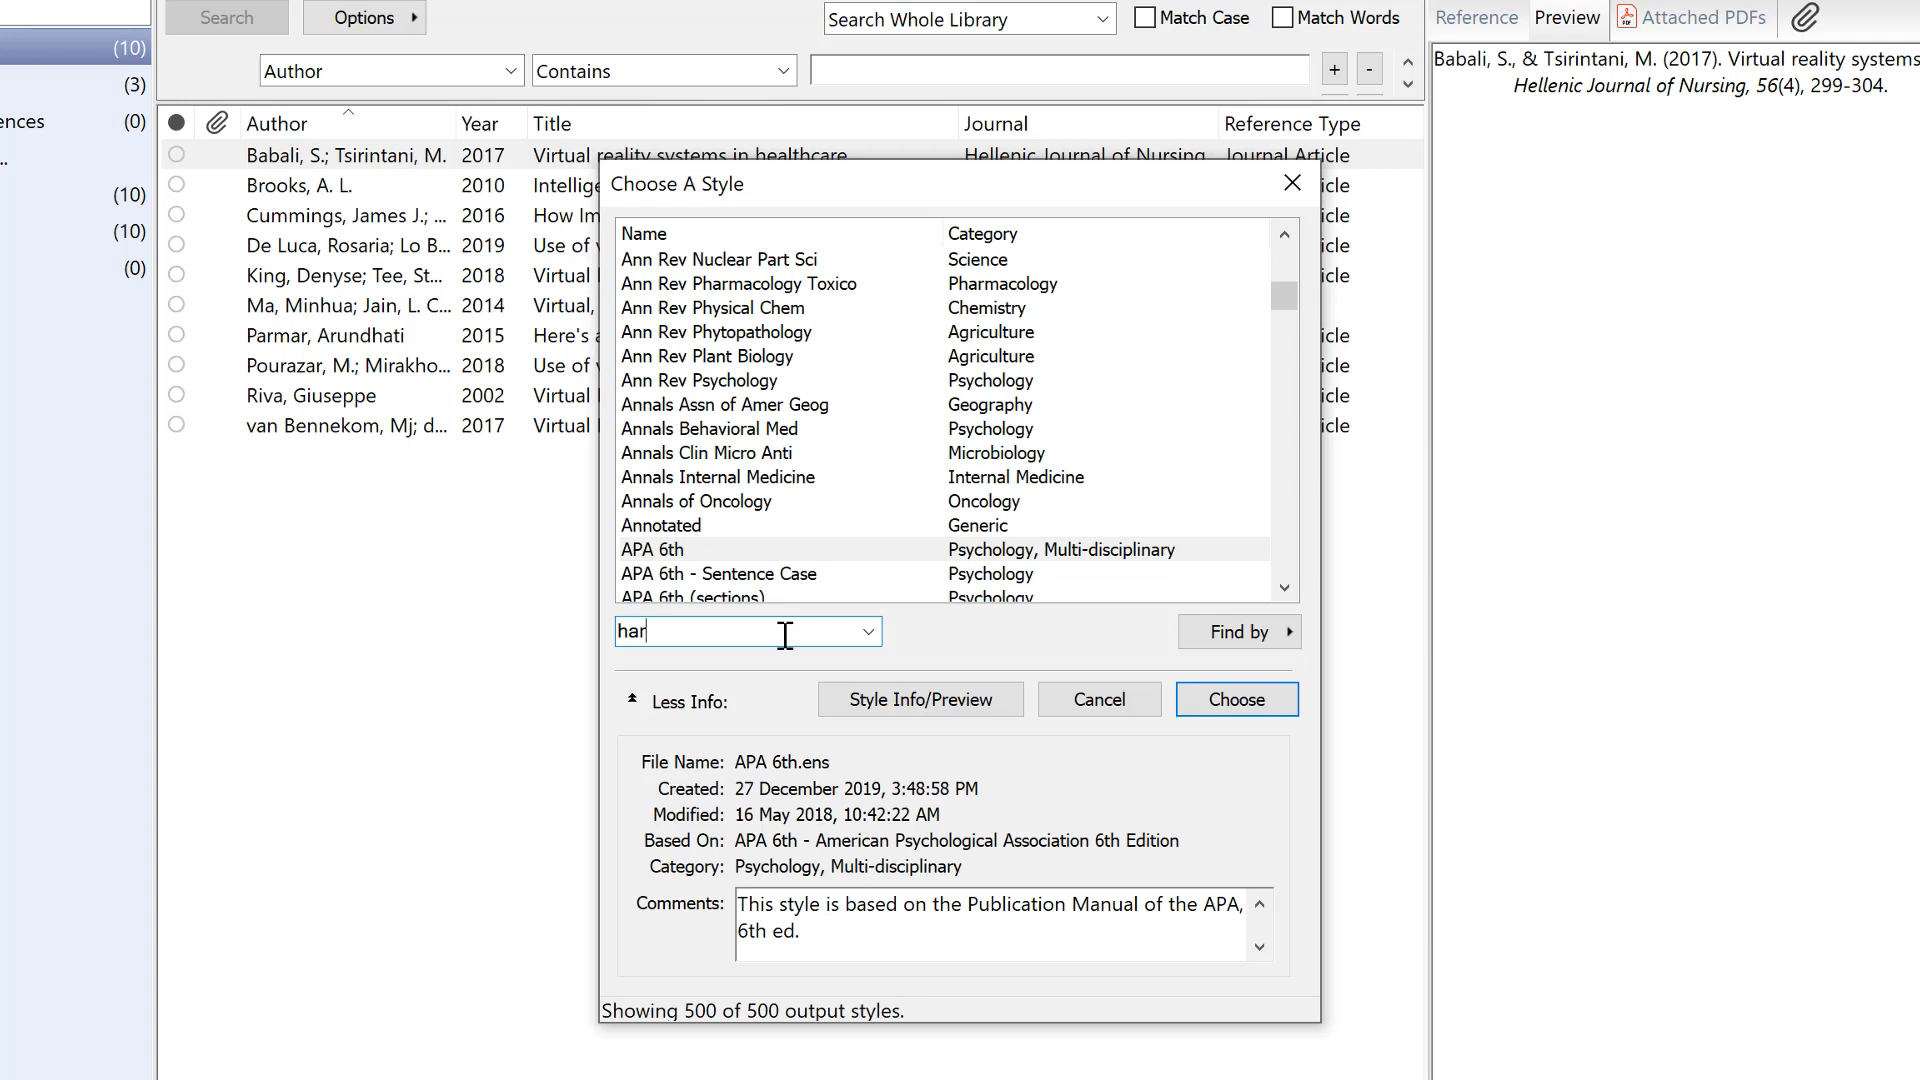 Search
Options
Search Whole Library
Match Case
Match Words
Reference
Preview
Attached PDFs
(10)
(3)
ences
(0)
...
(10)
(10)
(0)
Author
Contains
+
-
Babali, S., & Tsirintani, M. (2017). Virtual reality systems
Hellenic Journal of Nursing, 56(4), 299-304.
Author Year Title Journal Reference Type
Babali, S.; Tsirintani, M. 2017 Virtual reality systems in healthcare Hellenic Journal of Nursing Journal Article
Brooks, A. L. 2010 Intellige icle
Cummings, James J.; ... 2016 How Im icle
De Luca, Rosaria; Lo B... 2019 Use of v icle
King, Denyse; Tee, St... 2018 Virtual icle
Ma, Minhua; Jain, L. C... 2014 Virtual,
Parmar, Arundhati 2015 Here's a icle
Pourazar, M.; Mirakho... 2018 Use of v icle
Riva, Giuseppe 2002 Virtual icle
van Bennekom, Mj; d... 2017 Virtual icle
Choose A Style
Name Category
Ann Rev Nuclear Part Sci Science
Ann Rev Pharmacology Toxico Pharmacology
Ann Rev Physical Chem Chemistry
Ann Rev Phytopathology Agriculture
Ann Rev Plant Biology Agriculture
Ann Rev Psychology Psychology
Annals Assn of Amer Geog Geography
Annals Behavioral Med Psychology
Annals Clin Micro Anti Microbiology
Annals Internal Medicine Internal Medicine
Annals of Oncology Oncology
Annotated Generic
APA 6th Psychology, Multi-disciplinary
APA 6th - Sentence Case Psychology
APA 6th (sections) Psychology
har
Find by
Less Info:
Style Info/Preview
Cancel
Choose
File Name: APA 6th.ens
Created: 27 December 2019, 3:48:58 PM
Modified: 16 May 2018, 10:42:22 AM
Based On: APA 6th - American Psychological Association 6th Edition
Category: Psychology, Multi-disciplinary
Comments: This style is based on the Publication Manual of the APA,
6th ed.
Showing 500 of 500 output styles.